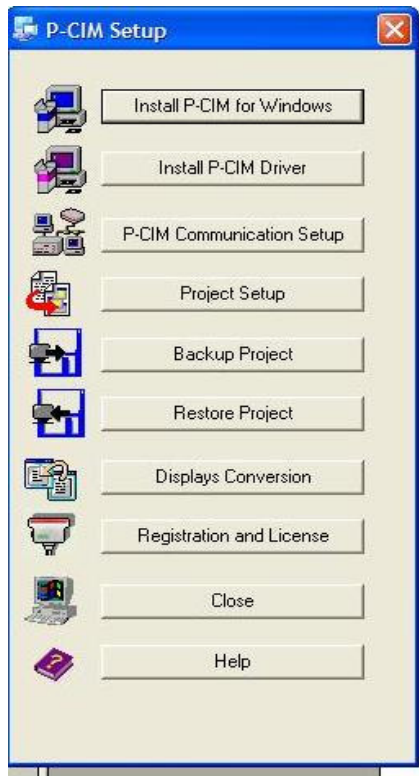 P-CIM Setup
Install P-CIM for Windows
Install P-CIM Driver
P-CIM Communication Setup
Project Setup
Backup Project
Restore Project
Displays Conversion
Registration and License
Close
Help